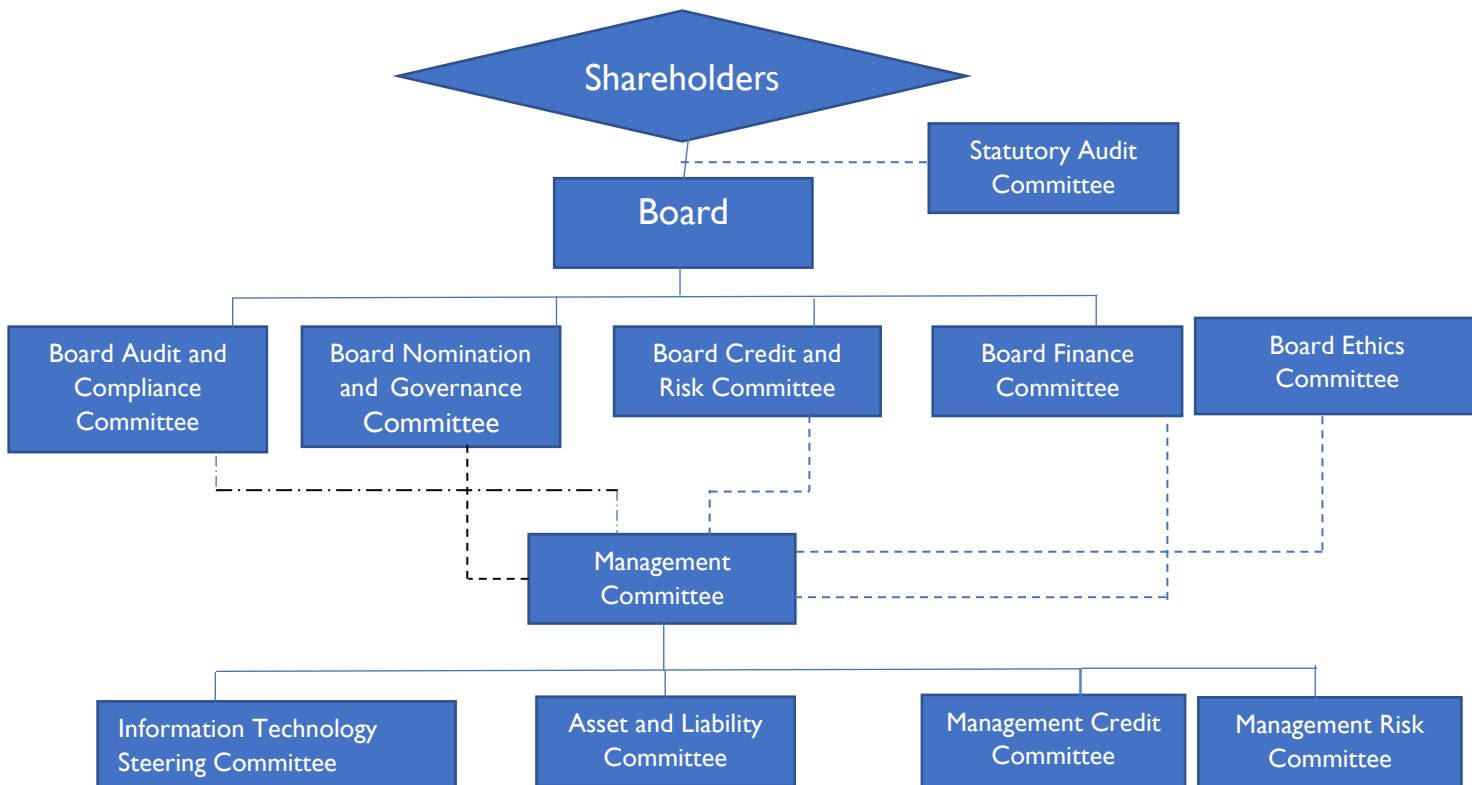 Shareholders
Statutory Audit
Committee
Board
Board Audit and
Compliance
Committee
Board Nomination
and Governance
Committee
Board Credit and
Risk Committee
Board Finance
Committee
Board Ethics
Committee
Management
Committee
Information Technology
Steering Committee
Asset and Liability
Committee
Management Credit
Committee
Management Risk
Committee